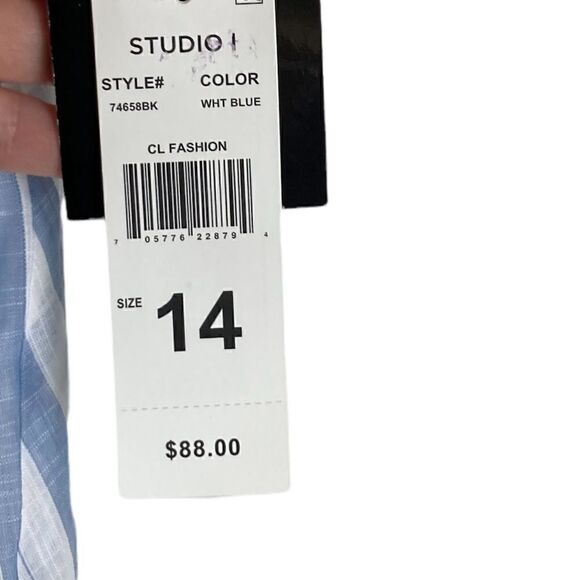 STUDIO I
STYLE# COLOR
74658BK WHT BLUE
CL FASHION
7 05776 22879 4
SIZE 14
$88.00